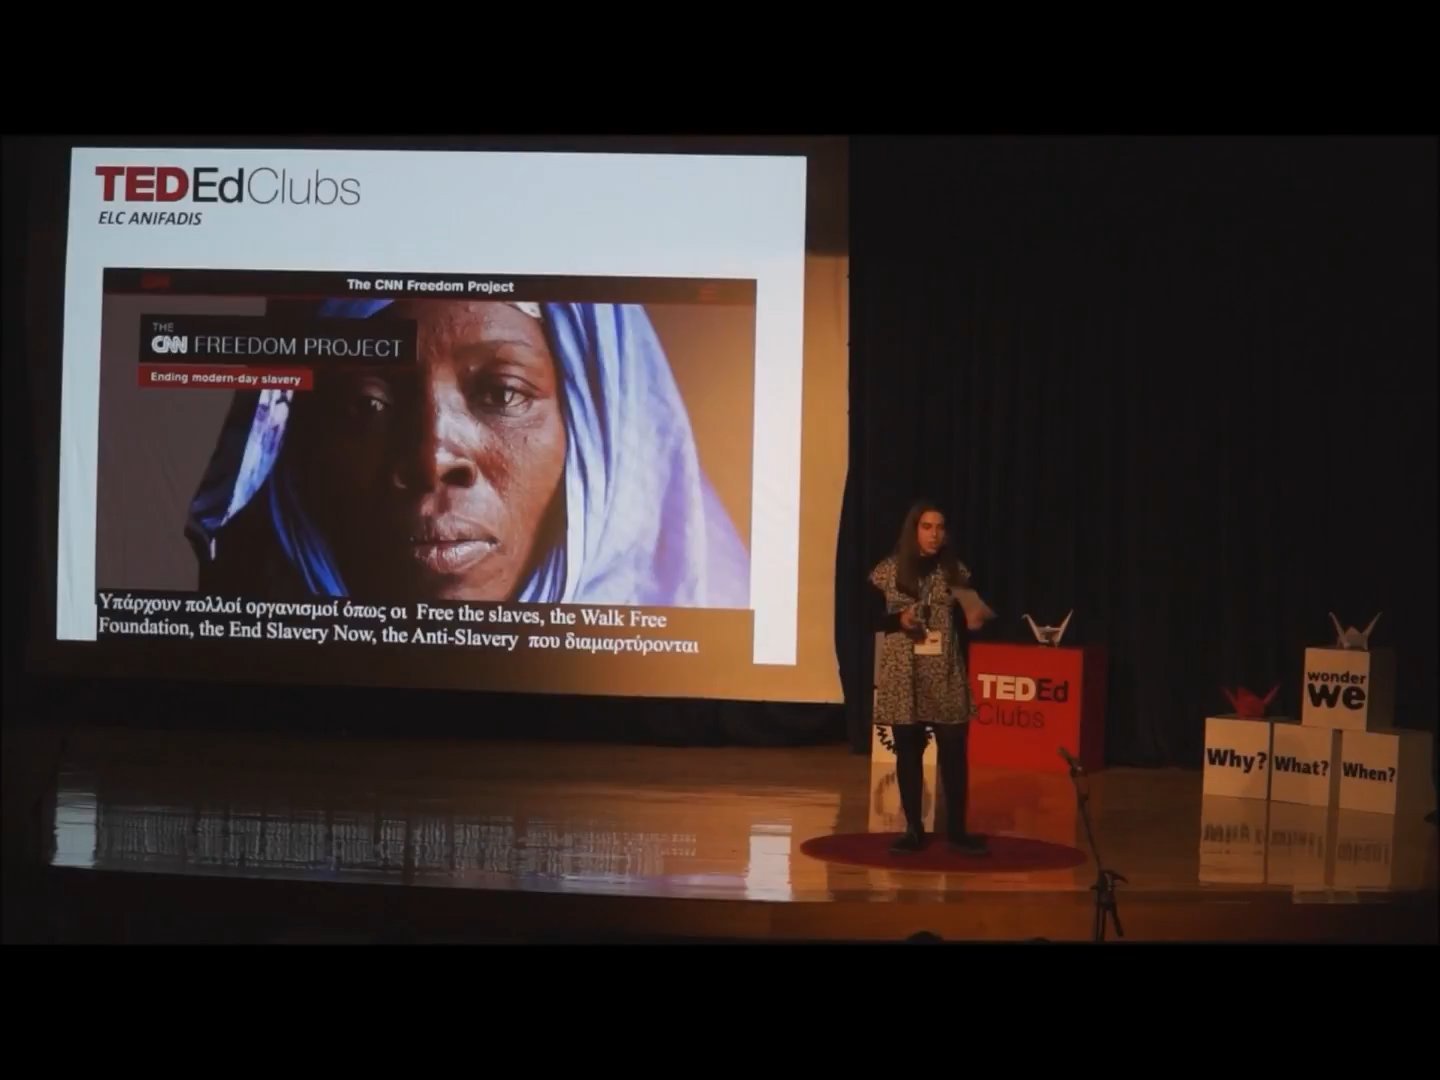 TEDEdClubs
ELC ANIFADIS
The CNN Freedom Project
THE
CNN FREEDOM PROJECT
Ending modern-day slavery
Υπάρχουν πολλοί οργανισμοί όπως οι Free the slaves, the Walk Free
Foundation, the End Slavery Now, the Anti-Slavery που διαμαρτύρονται
TEDEd
Clubs
wonder
we
Why?
What?
When?